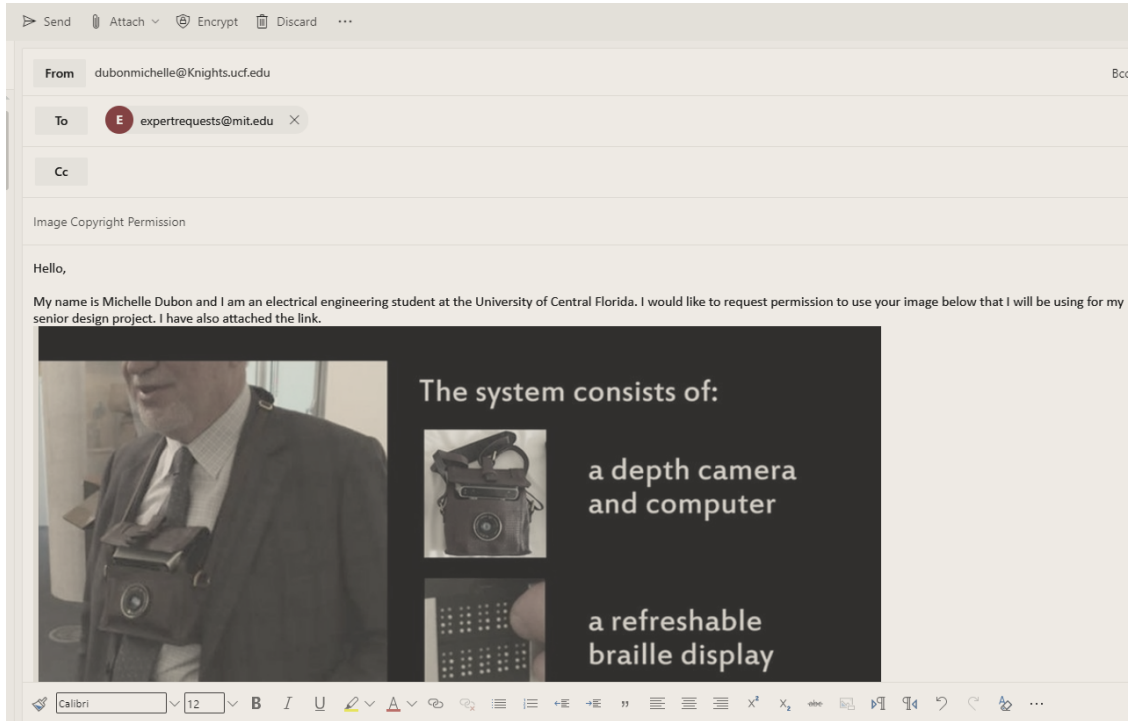 Send Attach Encrypt Discard ...
From dubonmichelle@Knights.ucf.edu
To E expertrequests@mit.edu
Cc
Image Copyright Permission
Hello,
My name is Michelle Dubon and I am an electrical engineering student at the University of Central Florida. I would like to request permission to use your image below that I will be using for my
senior design project. I have also attached the link.
The system consists of:
a depth camera
and computer
a refreshable
braille display
Calibri 12 B I U A x² x₂ abc